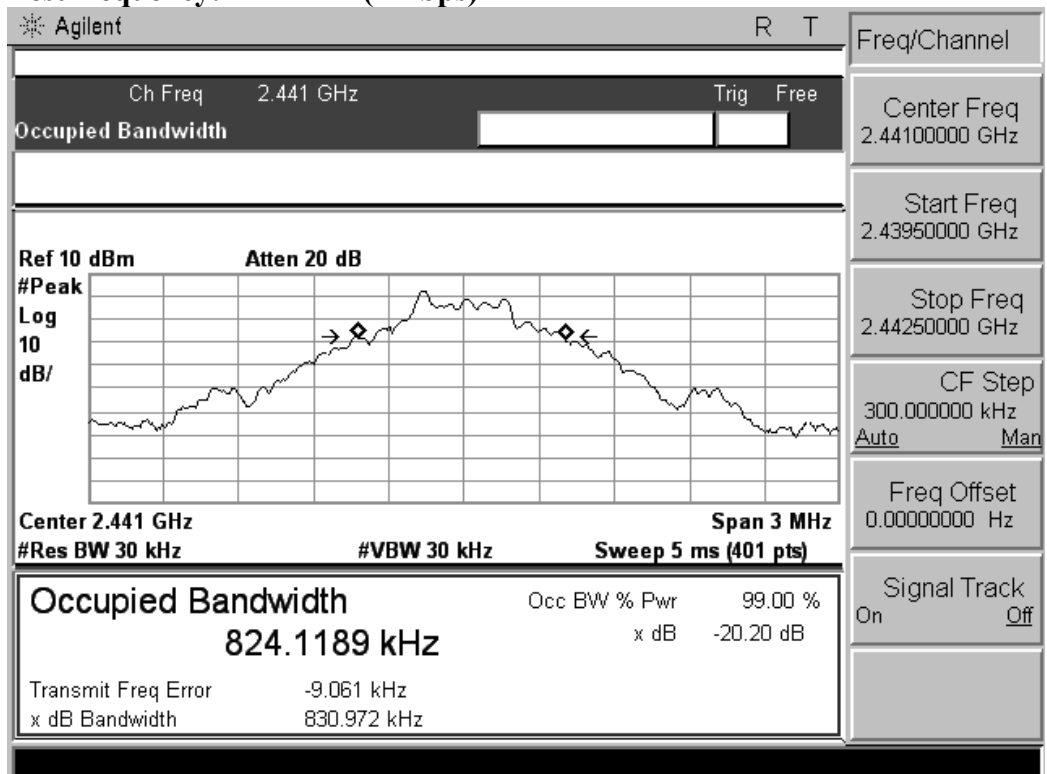 Agilent R T
Freq/Channel
Ch Freq 2.441 GHz Trig Free
Occupied Bandwidth
Center Freq
2.44100000 GHz
Start Freq
2.43950000 GHz
Stop Freq
2.44250000 GHz
CF Step
300.000000 kHz
Auto Man
Freq Offset
0.00000000 Hz
Signal Track
On Off
Ref 10 dBm Atten 20 dB
#Peak
Log
10
dB/
Center 2.441 GHz Span 3 MHz
#Res BW 30 kHz #VBW 30 kHz Sweep 5 ms (401 pts)
Occupied Bandwidth
824.1189 kHz
Occ BW % Pwr 99.00 %
x dB -20.20 dB
Transmit Freq Error -9.061 kHz
x dB Bandwidth 830.972 kHz